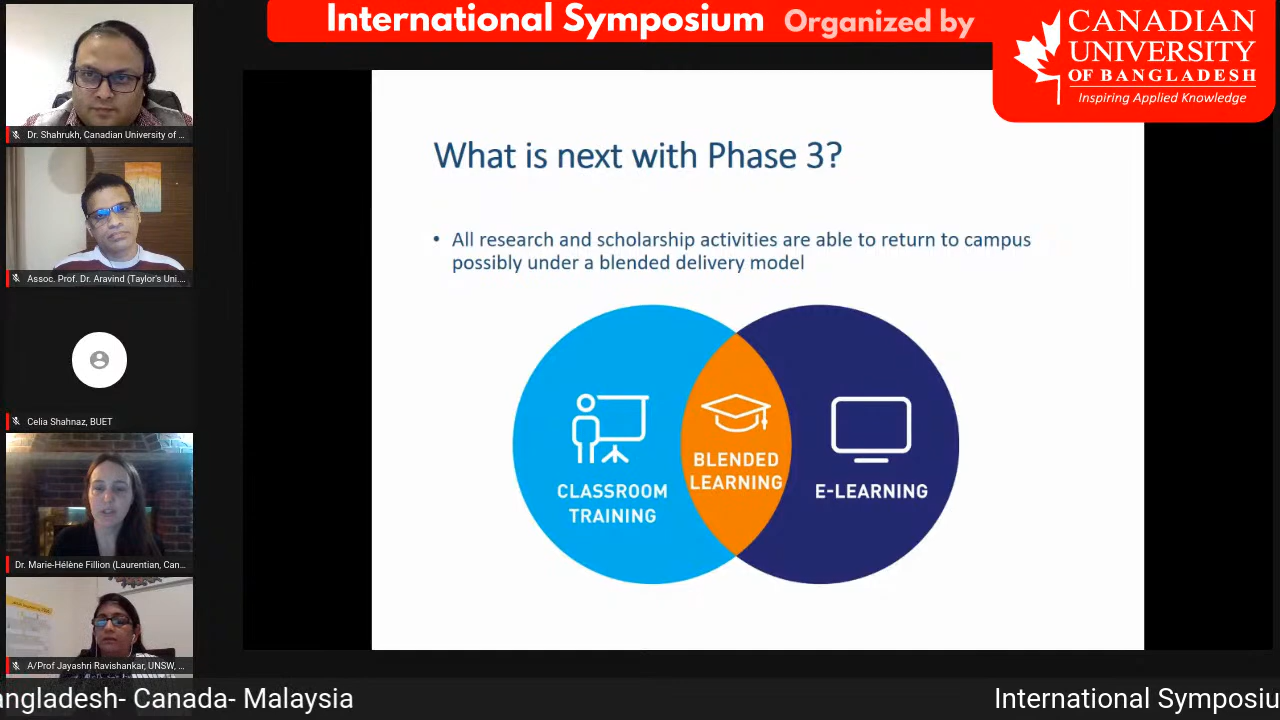 International Symposium Organized by
CANADIAN
UNIVERSITY
OF BANGLADESH
Inspiring Applied Knowledge
Dr. Shahrukh, Canadian University of ...
Assoc. Prof. Dr. Aravind (Taylor's Uni....
Celia Shahnaz, BUET
Dr. Marie-Hélène Fillion (Laurentian, Can...
A/Prof Jayashri Ravishankar, UNSW, ...
What is next with Phase 3?
• All research and scholarship activities are able to return to campus
possibly under a blended delivery model
CLASSROOM
TRAINING
BLENDED
LEARNING
E-LEARNING
angladesh- Canada- Malaysia
International Symposiu